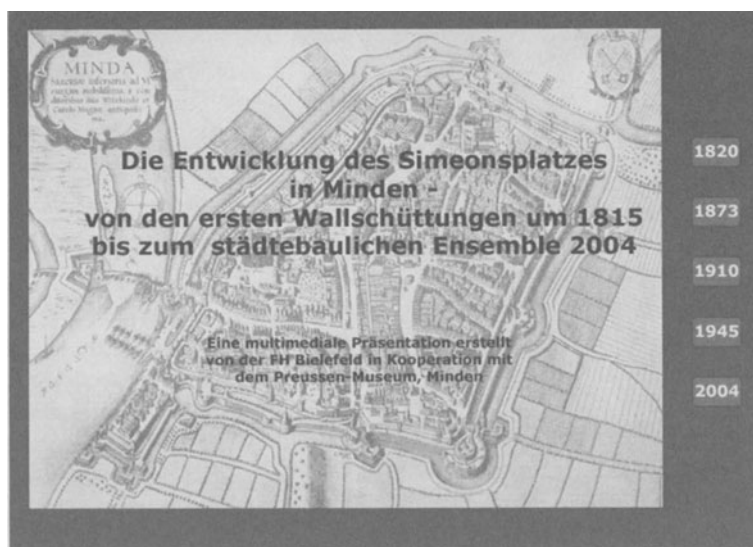 MINDA
Die Entwicklung des Simeonsplatzes
in Minden -
von den ersten Wallschüttungen um 1815
bis zum städtebaulichen Ensemble 2004
Eine multimediale Präsentation erstellt
von der FH Bielefeld in Kooperation mit
dem Preussen-Museum, Minden
1820
1873
1910
1945
2004